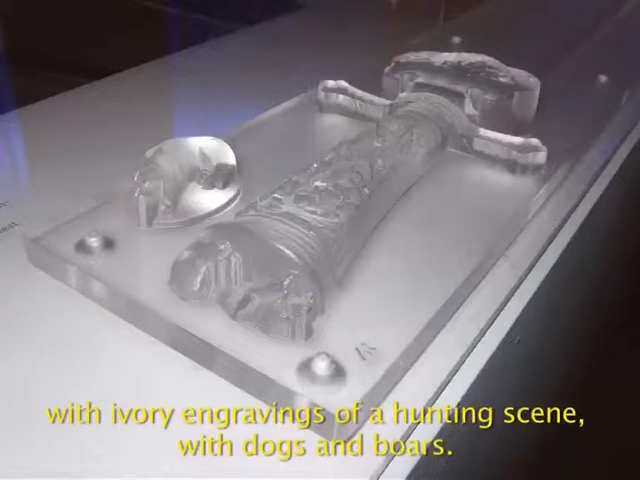 with ivory engravings of a hunting scene,
with dogs and boars.